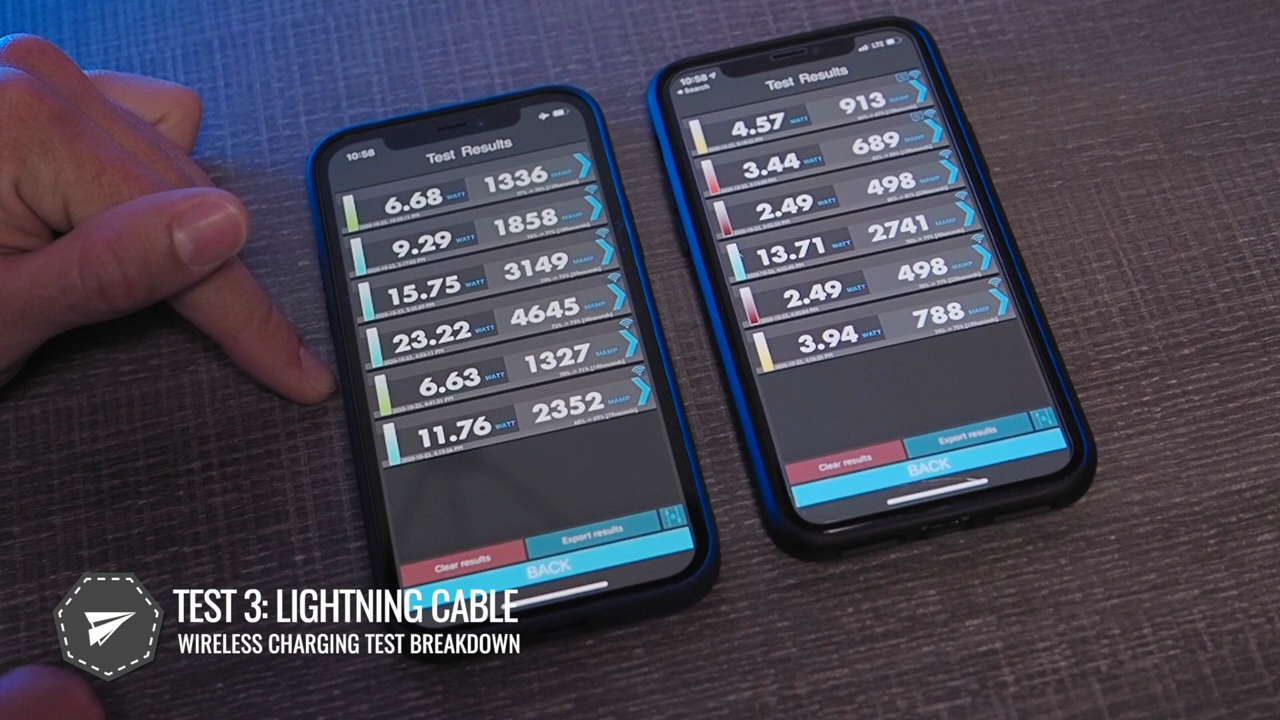 10:58
Test Results
6.68 WATT 1336 MAMP
9.29 WATT 1858 MAMP
15.75 WATT 3149 MAMP
23.22 WATT 4645 MAMP
6.63 WATT 1327 MAMP
11.76 WATT 2352 MAMP
Clear results Export results
BACK
10:58 LTE
Search
Test Results
4.57 WATT 913 MAMP
3.44 WATT 689 MAMP
2.49 WATT 498 MAMP
13.71 WATT 2741 MAMP
2.49 WATT 498 MAMP
3.94 WATT 788 MAMP
Clear results Export results
BACK
TEST 3: LIGHTNING CABLE
WIRELESS CHARGING TEST BREAKDOWN